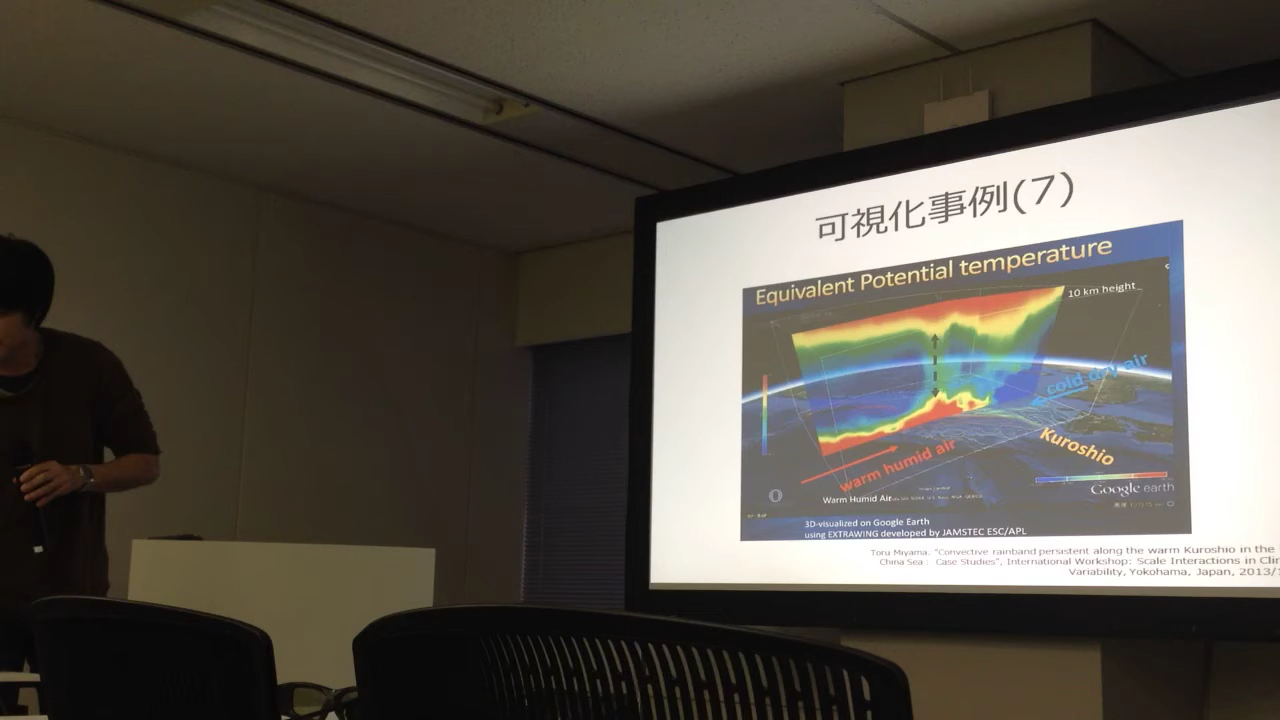 可視化事例(7)
Equivalent Potential temperature
10 km height
cold dry air
Kuroshio
warm humid air
Google earth
Warm Humid Air
3D-visualized on Google Earth
using EXTRAWING developed by JAMSTEC ESC/APL
Toru Miyama. "Convective rainband persistent along the warm Kuroshio in the
China Sea : Case Studies", International Workshop: Scale Interactions in Clim
Variability, Yokohama, Japan, 2013/